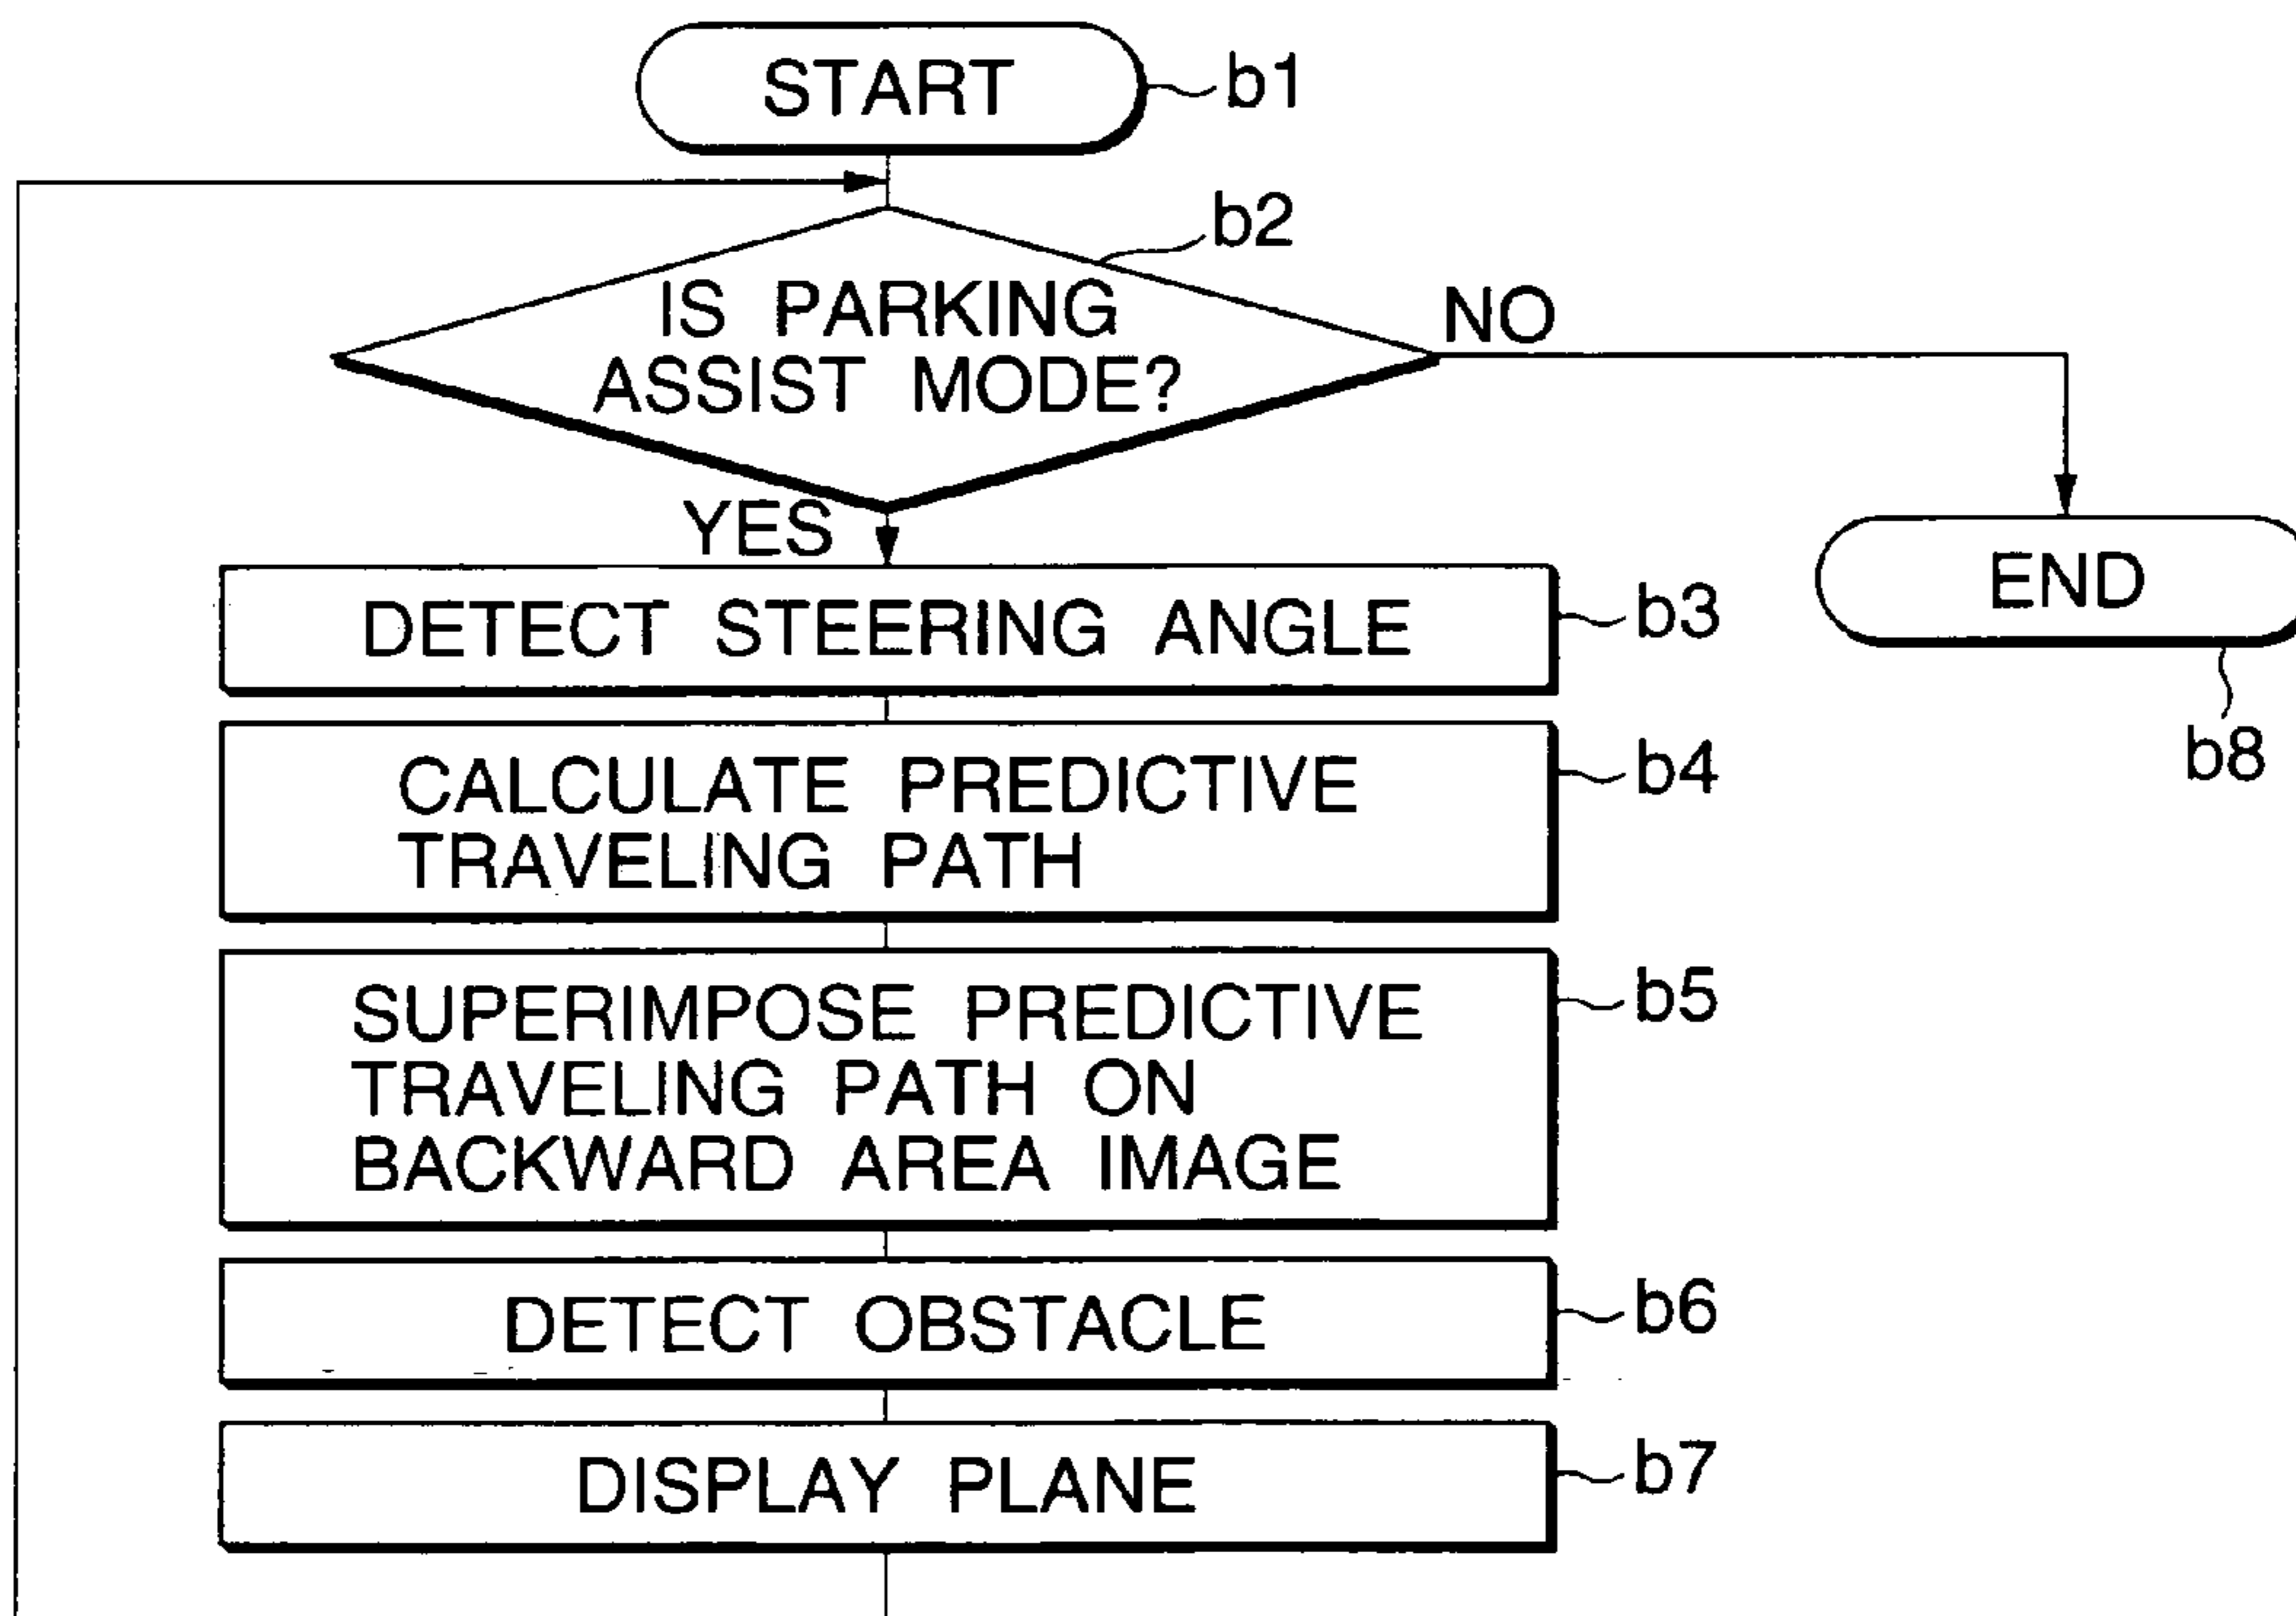 START
b1
b2
IS PARKING
ASSIST MODE?
NO
YES
DETECT STEERING ANGLE
b3
END
b8
CALCULATE PREDICTIVE
TRAVELING PATH
b4
SUPERIMPOSE PREDICTIVE
TRAVELING PATH ON
BACKWARD AREA IMAGE
b5
DETECT OBSTACLE
b6
DISPLAY PLANE
b7